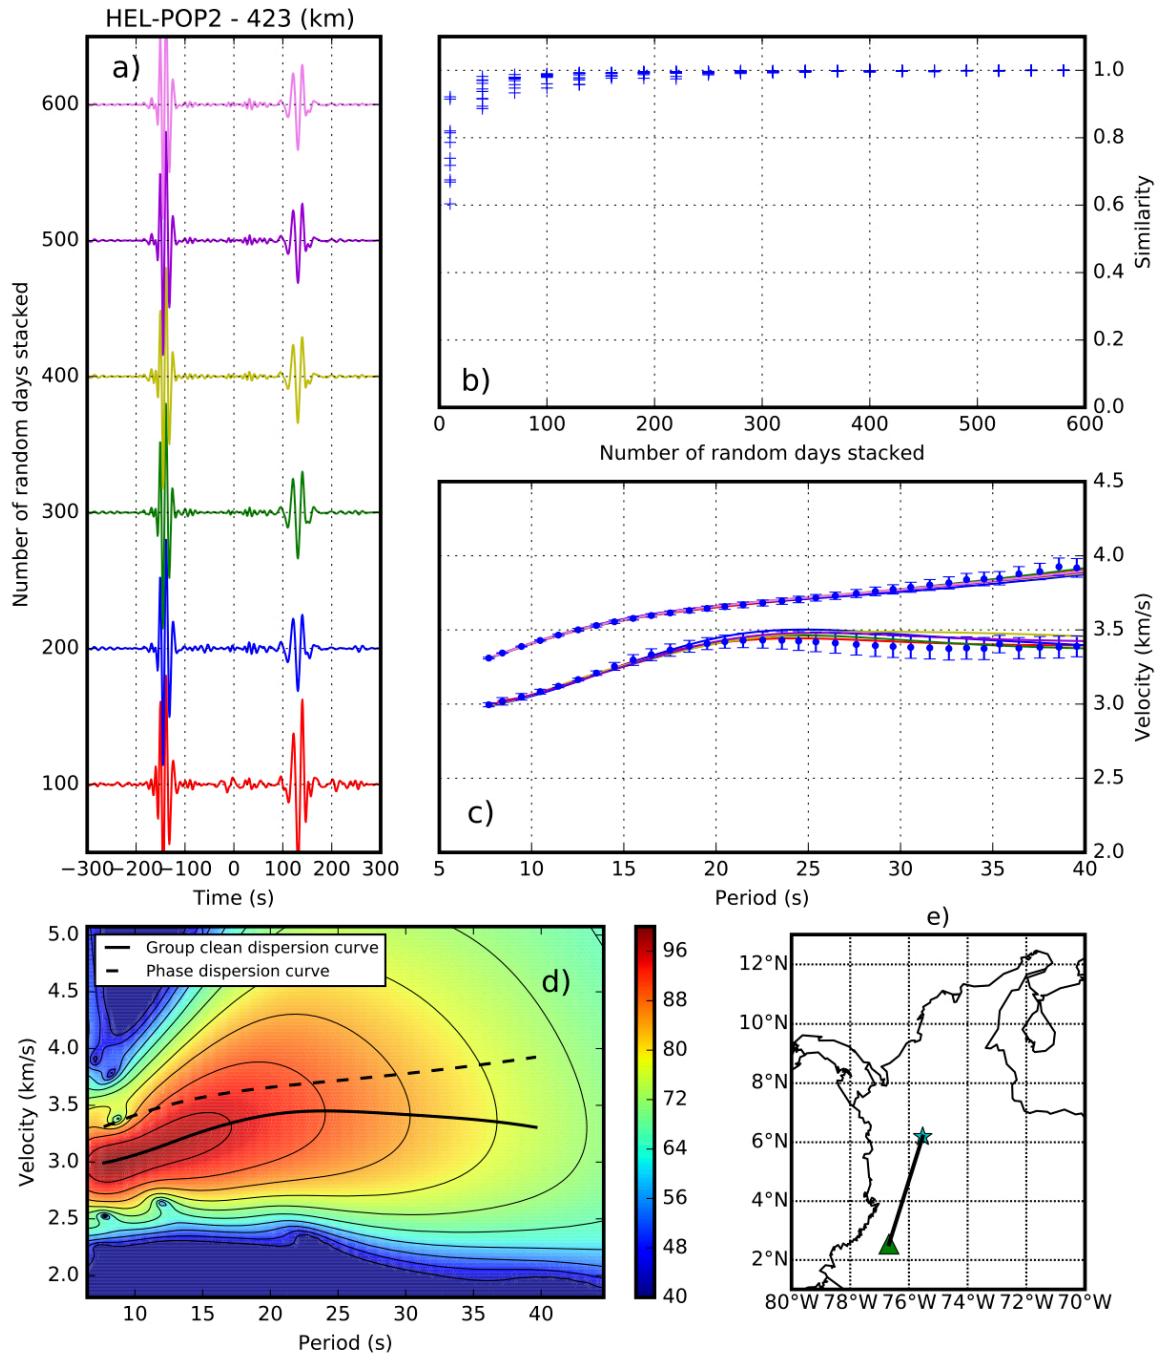 HEL-POP2 - 423 (km)
a)
600
500
400
300
200
100
Number of random days stacked
−300−200−100 0 100 200 300
Time (s)
1.0
0.8
0.6
0.4
0.2
0.0
Similarity
b)
0 100 200 300 400 500 600
Number of random days stacked
4.5
4.0
3.5
3.0
2.5
2.0
Velocity (km/s)
c)
5 10 15 20 25 30 35 40
Period (s)
5.0
4.5
4.0
3.5
3.0
2.5
2.0
Velocity (km/s)
Group clean dispersion curve
Phase dispersion curve
d)
10 15 20 25 30 35 40
Period (s)
96
88
80
72
64
56
48
40
e)
12°N
10°N
8°N
6°N
4°N
2°N
80°W 78°W 76°W 74°W 72°W 70°W